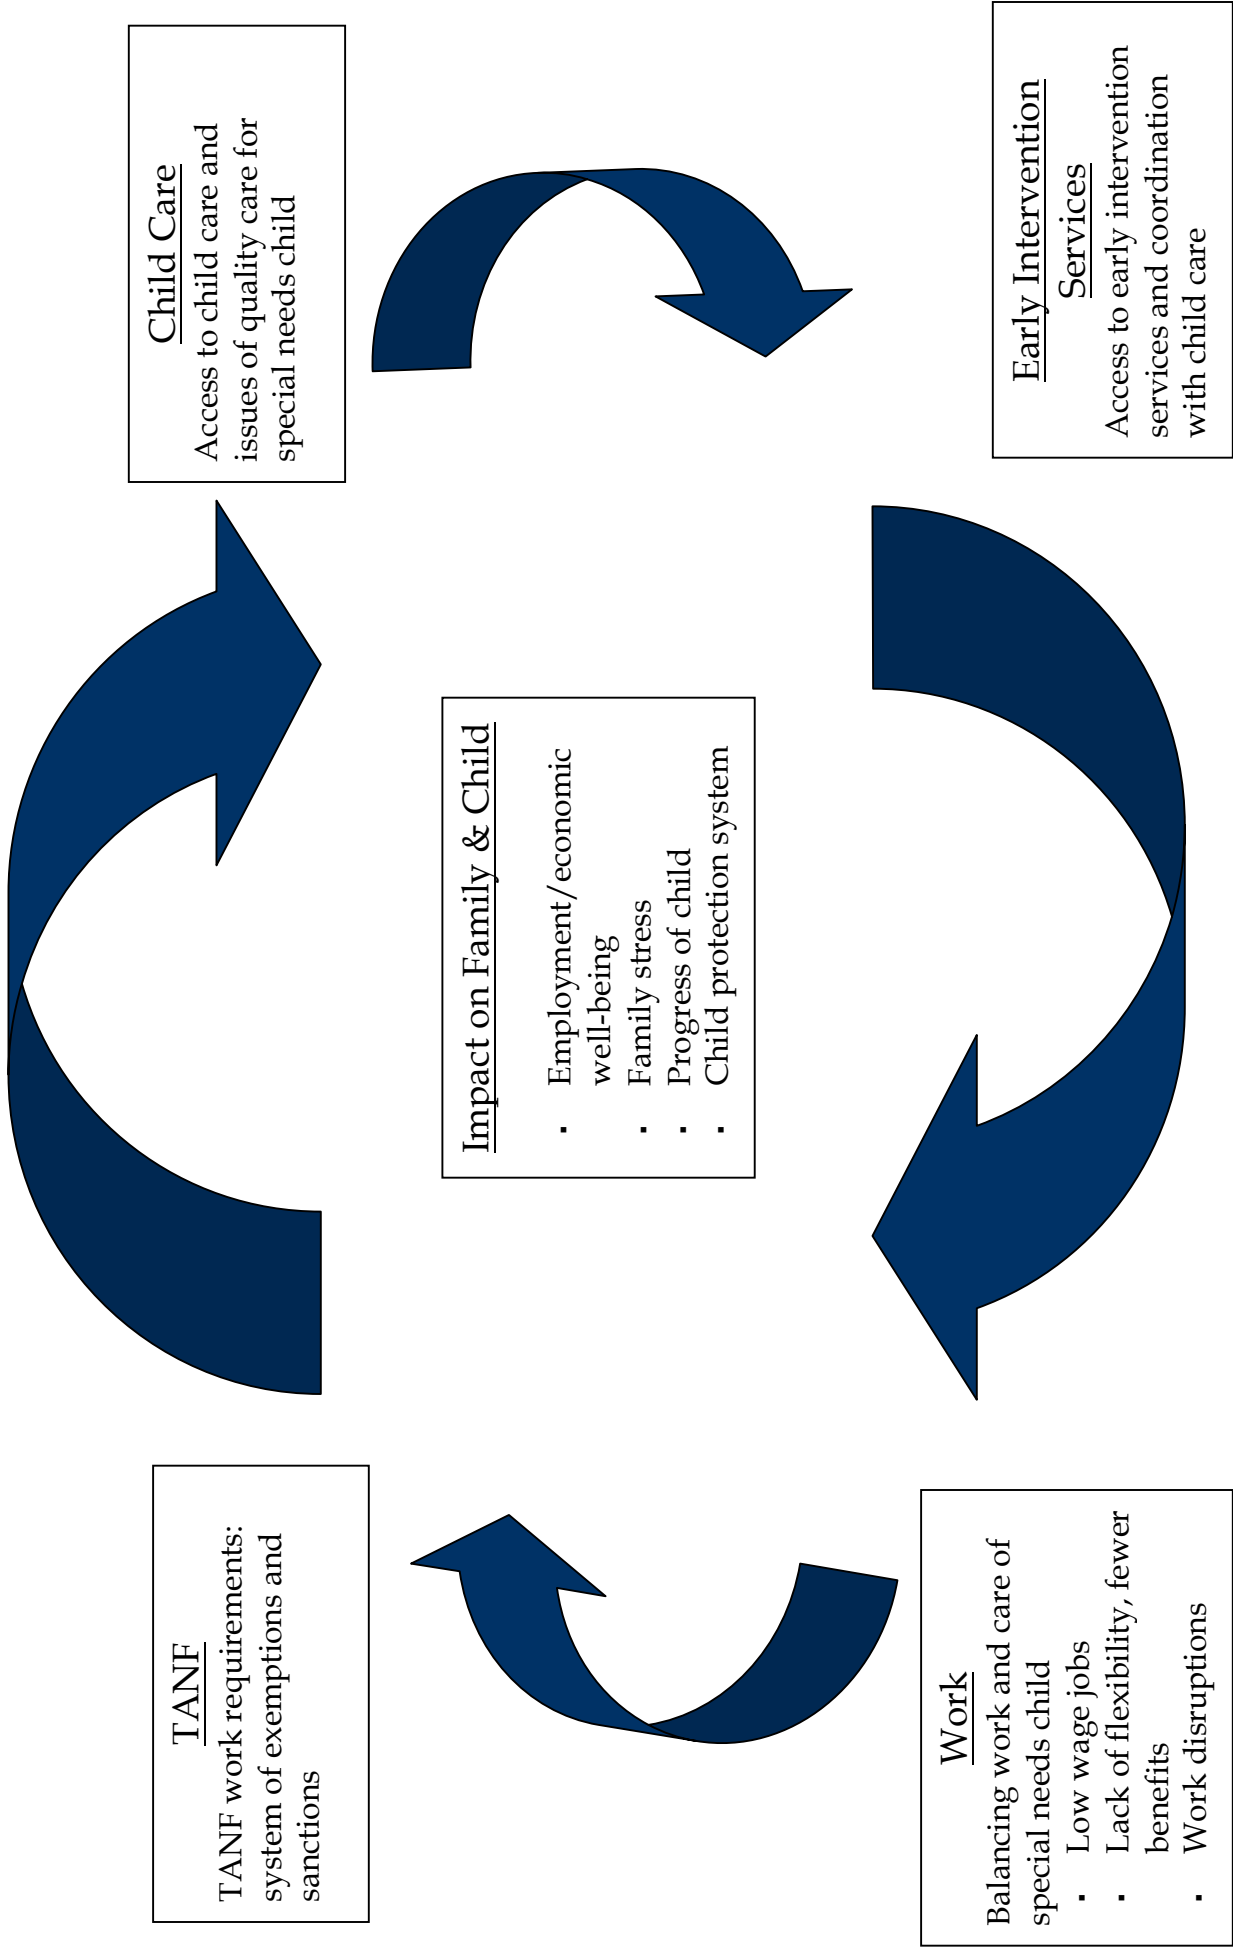 TANF
TANF work requirements:
system of exemptions and
sanctions
Child Care
Access to child care and
issues of quality care for
special needs child
Impact on Family & Child
▪ Employment/economic
well-being
▪ Family stress
▪ Progress of child
▪ Child protection system
Work
Balancing work and care of
special needs child
▪ Low wage jobs
▪ Lack of flexibility, fewer
benefits
▪ Work disruptions
Early Intervention
Services
Access to early intervention
services and coordination
with child care